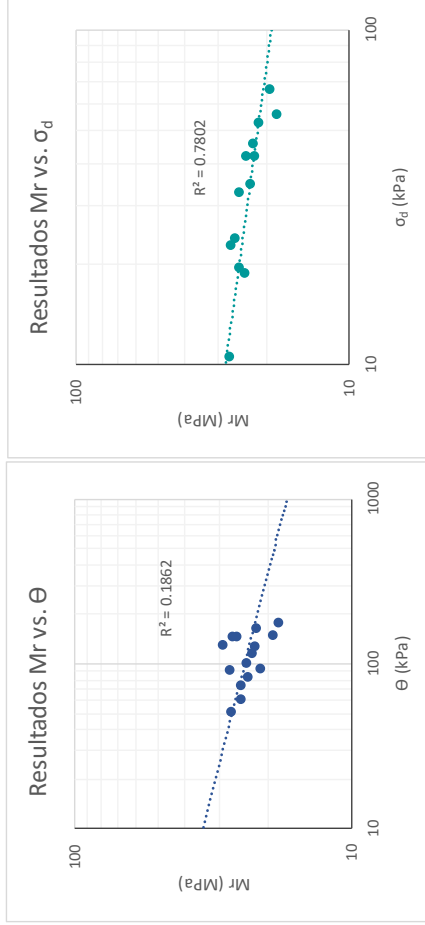 Resultados Mr vs. Ɵ
R² = 0.1862
100
10
Mr (MPa)
10
100
1000
Ɵ (kPa)
Resultados Mr vs. σd
R² = 0.7802
100
10
Mr (MPa)
10
100
σd (kPa)